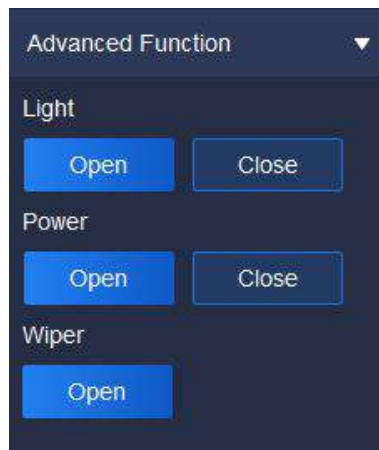 Advanced Function
Light
Open Close
Power
Open Close
Wiper
Open